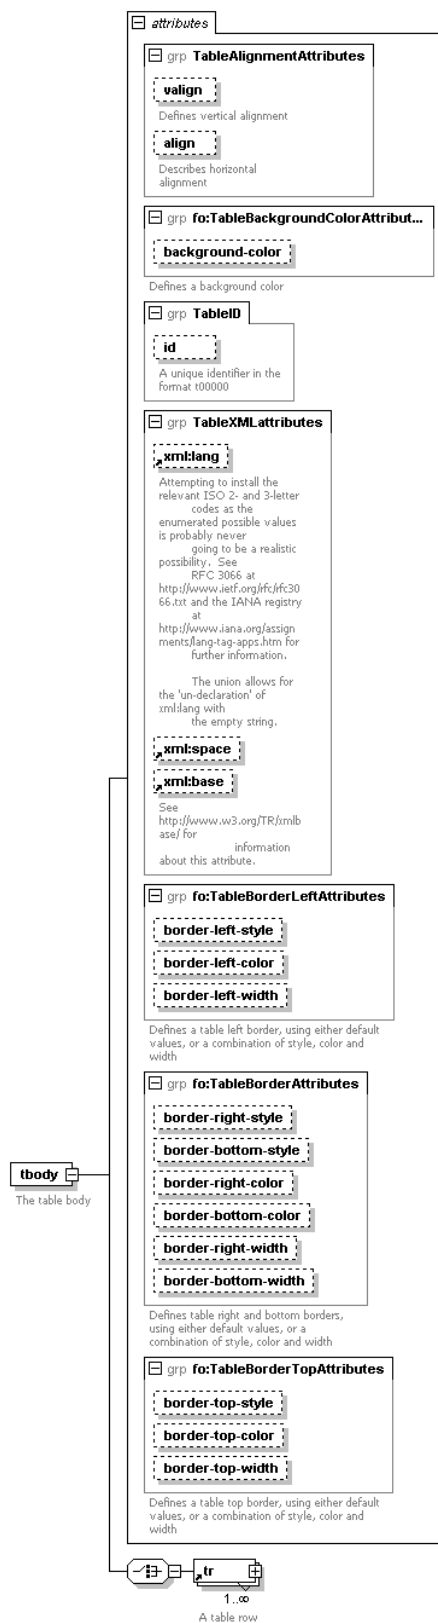 attributes
grp TableAlignmentAttributes
valign
Defines vertical alignment
align
Describes horizontal
alignment
grp fo:TableBackgroundColorAttribut...
background-color
Defines a background color
grp TableID
id
A unique identifier in the
format t00000
grp TableXMLattributes
xml:lang
Attempting to install the
relevant ISO 2- and 3-letter
codes as the
enumerated possible values
is probably never
going to be a realistic
possibility. See
RFC 3066 at
http://www.ietf.org/rfc/rfc30
66.txt and the IANA registry
at
http://www.iana.org/assign
ments/lang-tag-apps.htm for
further information.
The union allows for
the 'un-declaration' of
xml:lang with
the empty string.
xml:space
xml:base
See
http://www.w3.org/TR/xmlb
ase/ for
information
about this attribute.
grp fo:TableBorderLeftAttributes
border-left-style
border-left-color
border-left-width
Defines a table left border, using either default
values, or a combination of style, color and
width
grp fo:TableBorderAttributes
border-right-style
border-bottom-style
border-right-color
border-bottom-color
border-right-width
border-bottom-width
Defines table right and bottom borders,
using either default values, or a
combination of style, color and width
tbody
The table body
grp fo:TableBorderTopAttributes
border-top-style
border-top-color
border-top-width
Defines a table top border, using either default
values, or a combination of style, color and
width
tr
1..∞
A table row